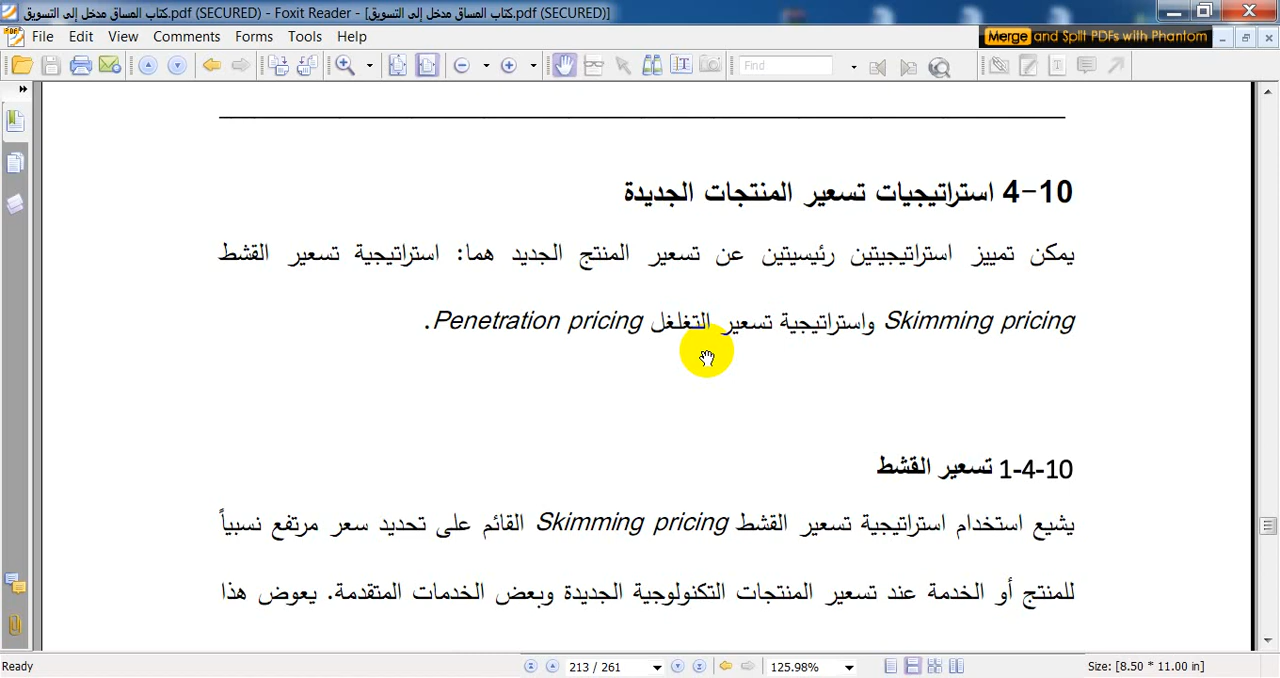 كتاب المساق مدخل إلى التسويق.pdf (SECURED) - Foxit Reader - [كتاب المساق مدخل إلى التسويق.pdf (SECURED)]
File Edit View Comments Forms Tools Help
Merge and Split PDFs with Phantom
Find
4-10 استراتيجيات تسعير المنتجات الجديدة
يمكن تمييز استراتيجيتين رئيسيتين عن تسعير المنتج الجديد هما: استراتيجية تسعير القشط
Skimming pricing واستراتيجية تسعير التغلغل Penetration pricing.
1-4-10 تسعير القشط
يشيع استخدام استراتيجية تسعير القشط Skimming pricing القائم على تحديد سعر مرتفع نسبياً
للمنتج أو الخدمة عند تسعير المنتجات التكنولوجية الجديدة وبعض الخدمات المتقدمة. يعوض هذا
Ready 213 / 261 125.98% Size: [8.50 * 11.00 in]